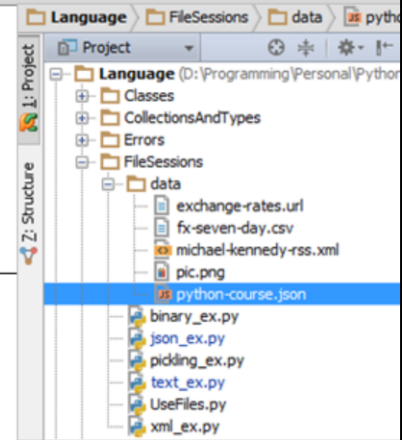 Language FileSessions data pytho
Project
1: Project
Z: Structure
Language (D:\Programming\Personal\Python
Classes
CollectionsAndTypes
Errors
FileSessions
data
exchange-rates.url
fx-seven-day.csv
michael-kennedy-rss.xml
pic.png
python-course.json
binary_ex.py
json_ex.py
pickling_ex.py
text_ex.py
UseFiles.py
xml_ex.py